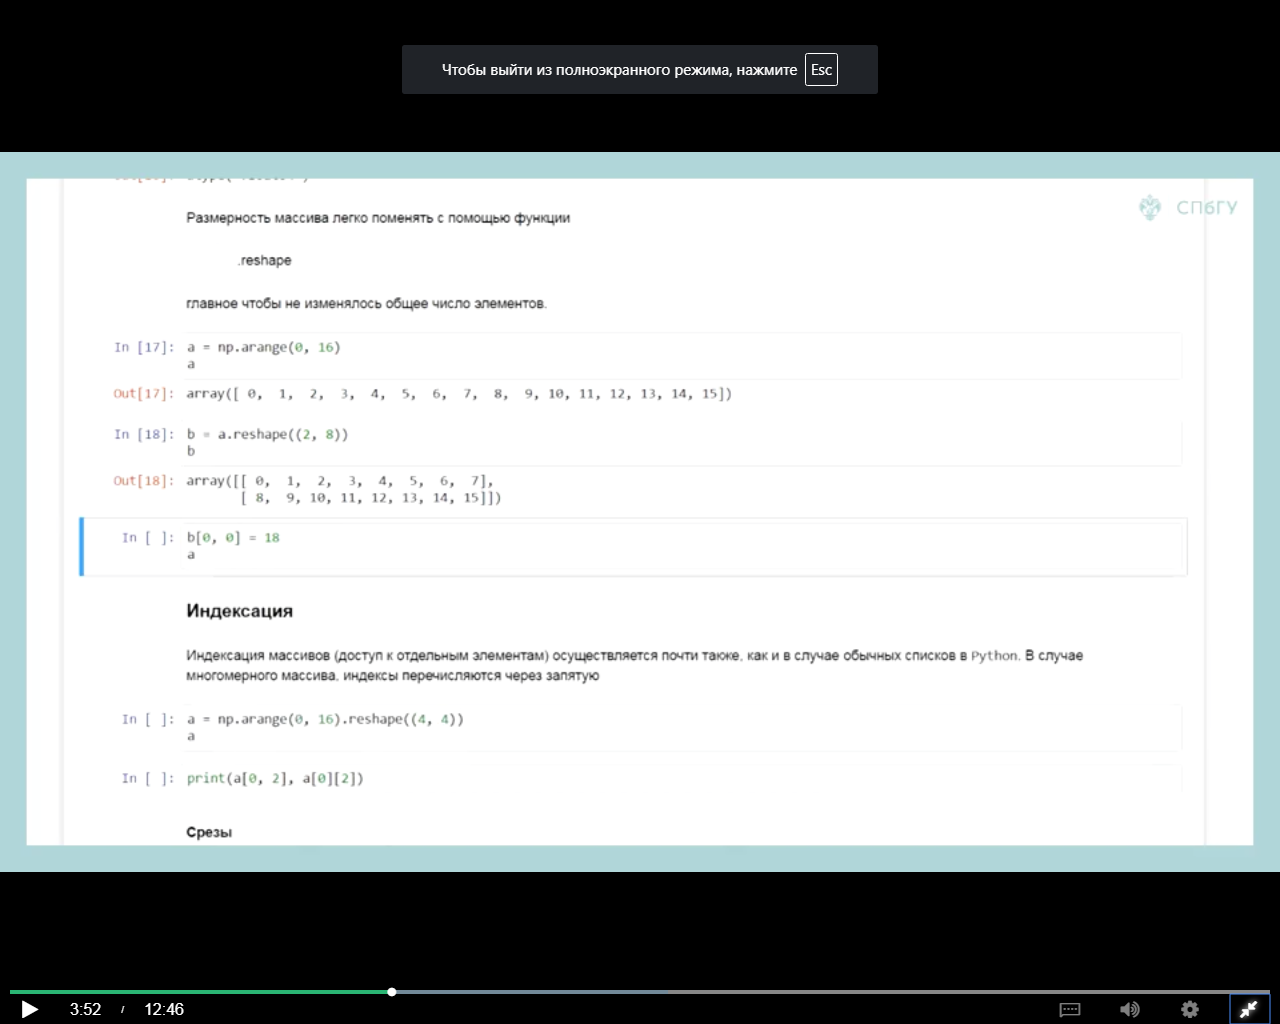 Чтобы выйти из полноэкранного режима, нажмите Esc
СПбГУ
Размерность массива легко поменять с помощью функции
.reshape
главное чтобы не изменялось общее число элементов.
In [17]: a = np.arange(0, 16)
a
Out[17]: array([ 0, 1, 2, 3, 4, 5, 6, 7, 8, 9, 10, 11, 12, 13, 14, 15])
In [18]: b = a.reshape((2, 8))
b
Out[18]: array([[ 0, 1, 2, 3, 4, 5, 6, 7],
[ 8, 9, 10, 11, 12, 13, 14, 15]])
In [ ]: b[0, 0] = 18
a
Индексация
Индексация массивов (доступ к отдельным элементам) осуществляется почти также, как и в случае обычных списков в Python. В случае
многомерного массива, индексы перечисляются через запятую
In [ ]: a = np.arange(0, 16).reshape((4, 4))
a
In [ ]: print(a[0, 2], a[0][2])
Срезы
3:52 / 12:46